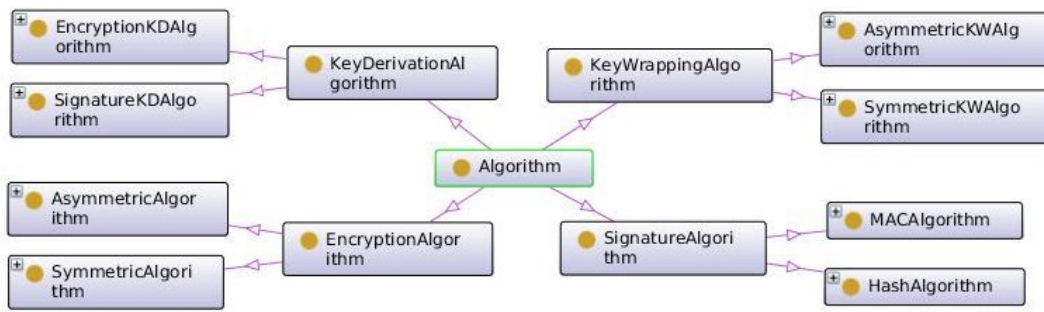 EncryptionKDAlg
orithm
SignatureKDAlgo
rithm
KeyDerivationAl
gorithm
KeyWrappingAlgo
rithm
AsymmetricKWAlg
orithm
SymmetricKWAlgo
rithm
Algorithm
AsymmetricAlgor
ithm
SymmetricAlgori
thm
EncryptionAlgor
ithm
SignatureAlgori
thm
MACAlgorithm
HashAlgorithm